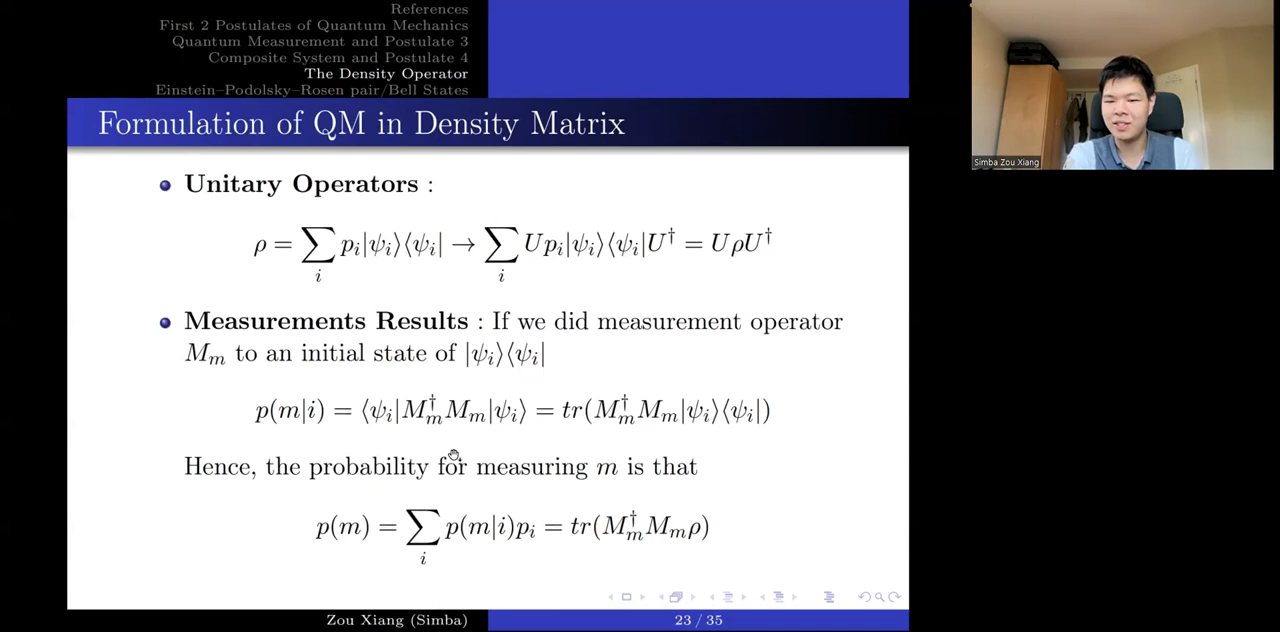 References
First 2 Postulates of Quantum Mechanics
Quantum Measurement and Postulate 3
Composite System and Postulate 4
The Density Operator
Einstein–Podolsky–Rosen pair/Bell States
Formulation of QM in Density Matrix
Unitary Operators :
ρ = ∑_i p_i|ψ_i⟩⟨ψ_i| → ∑_i Up_i|ψ_i⟩⟨ψ_i|U† = UρU†
Measurements Results : If we did measurement operator
M_m to an initial state of |ψ_i⟩⟨ψ_i|
p(m|i) = ⟨ψ_i|M_m†M_m|ψ_i⟩ = tr(M_m†M_m|ψ_i⟩⟨ψ_i|)
Hence, the probability for measuring m is that
p(m) = ∑_i p(m|i)p_i = tr(M_m†M_mρ)
Zou Xiang (Simba)
23 / 35
Simba Zou Xiang